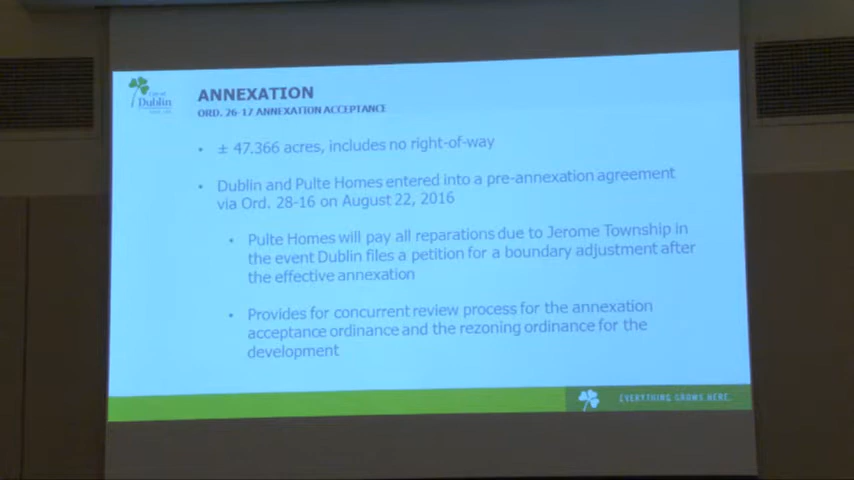 City of
Dublin
ANNEXATION
ORD. 26-17 ANNEXATION ACCEPTANCE
• ± 47.366 acres, includes no right-of-way
• Dublin and Pulte Homes entered into a pre-annexation agreement
via Ord. 28-16 on August 22, 2016
• Pulte Homes will pay all reparations due to Jerome Township in
the event Dublin files a petition for a boundary adjustment after
the effective annexation
• Provides for concurrent review process for the annexation
acceptance ordinance and the rezoning ordinance for the
development
EVERYTHING GROWS HERE.